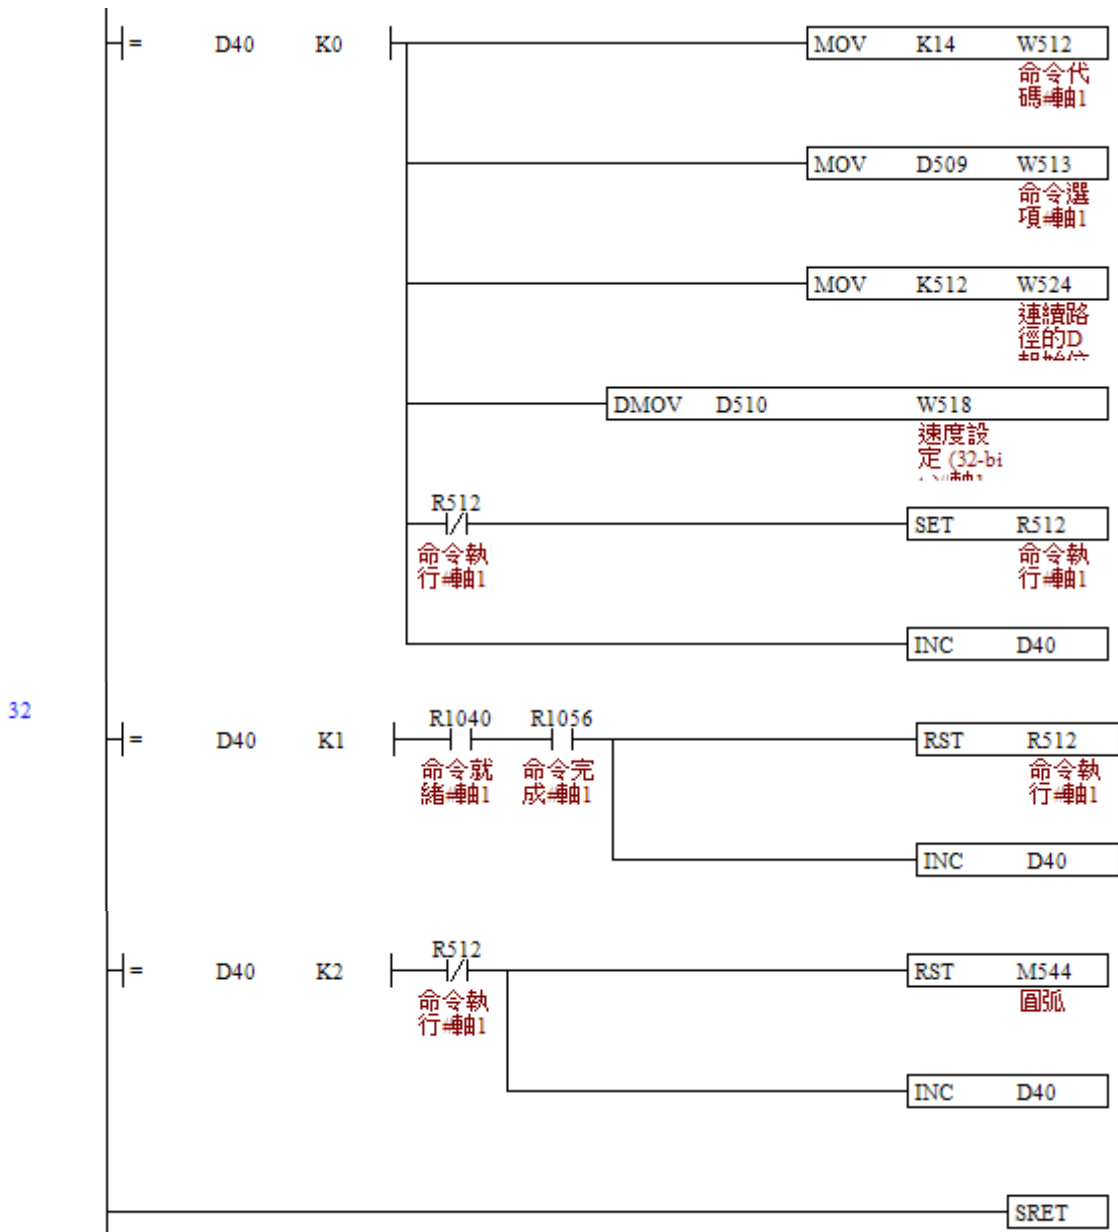 = D40 K0
MOV K14 W512
命令代
碼#軸1
MOV D509 W513
命令選
項#軸1
MOV K512 W524
連續路
徑的D
DMOV D510 W518
速度設
定 (32-bi
R512
SET R512
命令執
行#軸1
命令執
行#軸1
INC D40
32
R1040 R1056
= D40 K1
RST R512
命令就
緒#軸1
命令完
成#軸1
命令執
行#軸1
INC D40
R512
= D40 K2
RST M544
命令執
行#軸1
圓弧
INC D40
SRET